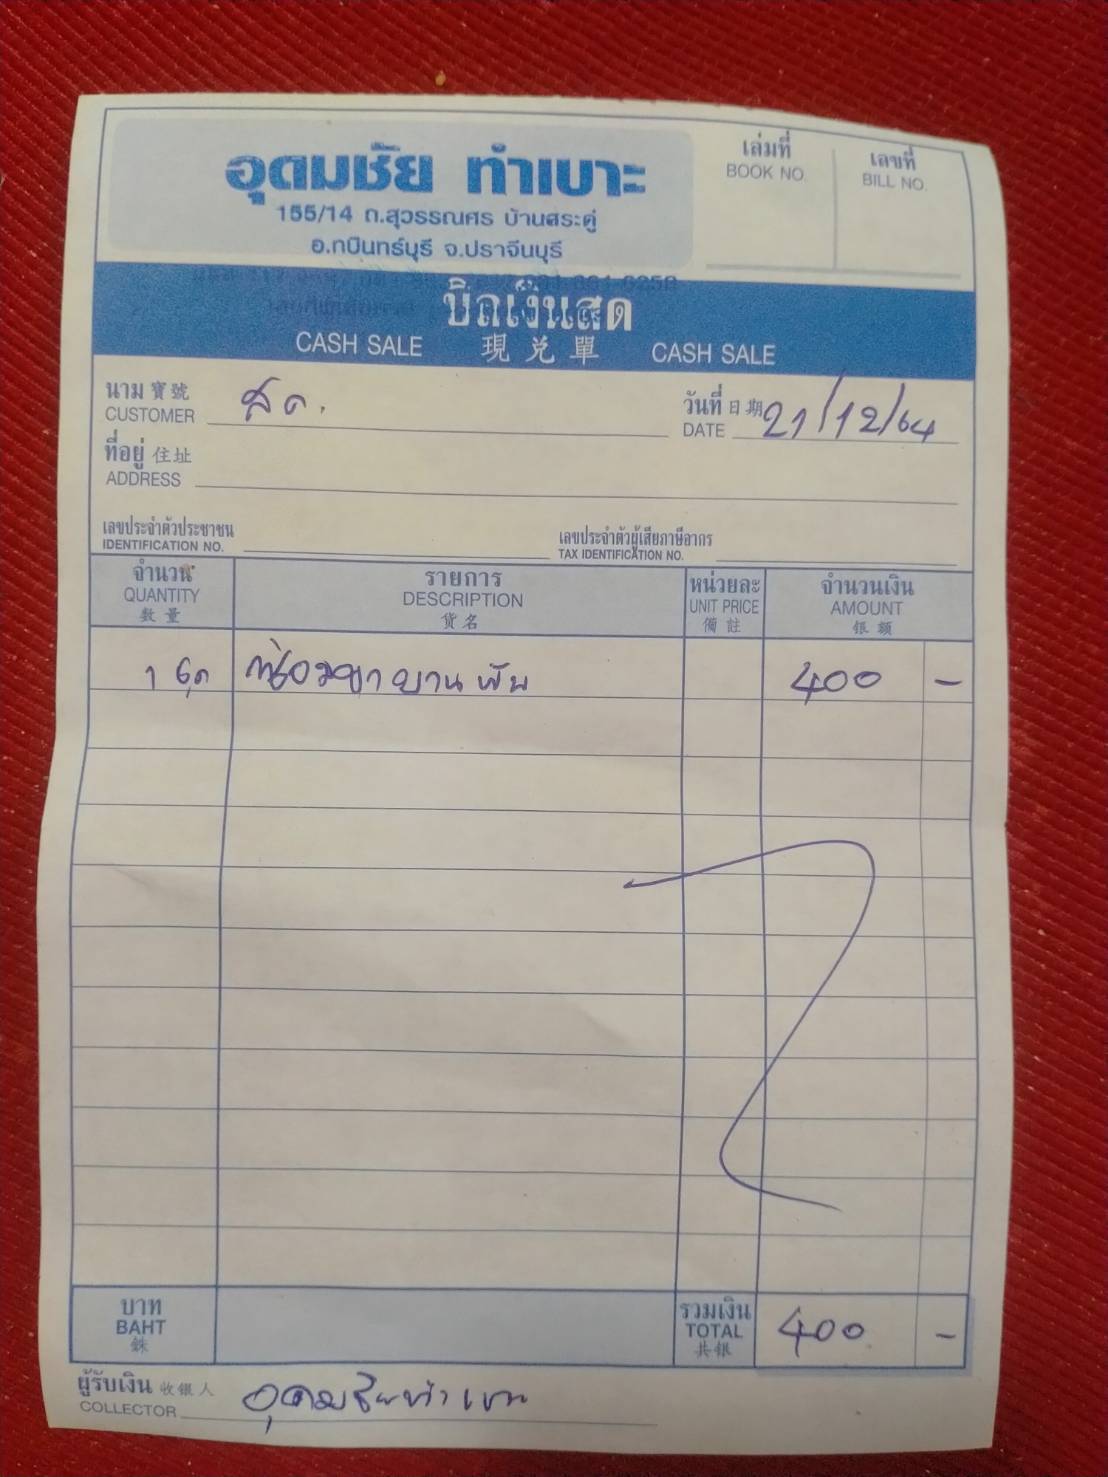 อุดมชัย ทำเบาะ
155/14 ถ.สุวรรณศร บ้านสระคู่
อ.กบินทร์บุรี จ.ปราจีนบุรี
เล่มที่
BOOK NO.
เลขที่
BILL NO.
บิลเงินสด
CASH SALE 現兌單 CASH SALE
นาม 寶號
CUSTOMER
วันที่ 日期 21/12/64
DATE
ที่อยู่ 住址
ADDRESS
เลขประจำตัวประชาชน
IDENTIFICATION NO.
เลขประจำตัวผู้เสียภาษีอากร
TAX IDENTIFICATION NO.
จำนวน รายการ หน่วยละ จำนวนเงิน
QUANTITY DESCRIPTION UNIT PRICE AMOUNT
數量 貨名 備註 銀額
1 ซ่อมขา 400 -
บาท รวมเงิน
BAHT TOTAL 400 -
銖 共銀
ผู้รับเงิน 收銀人 อุดมชัยทำเบาะ
COLLECTOR